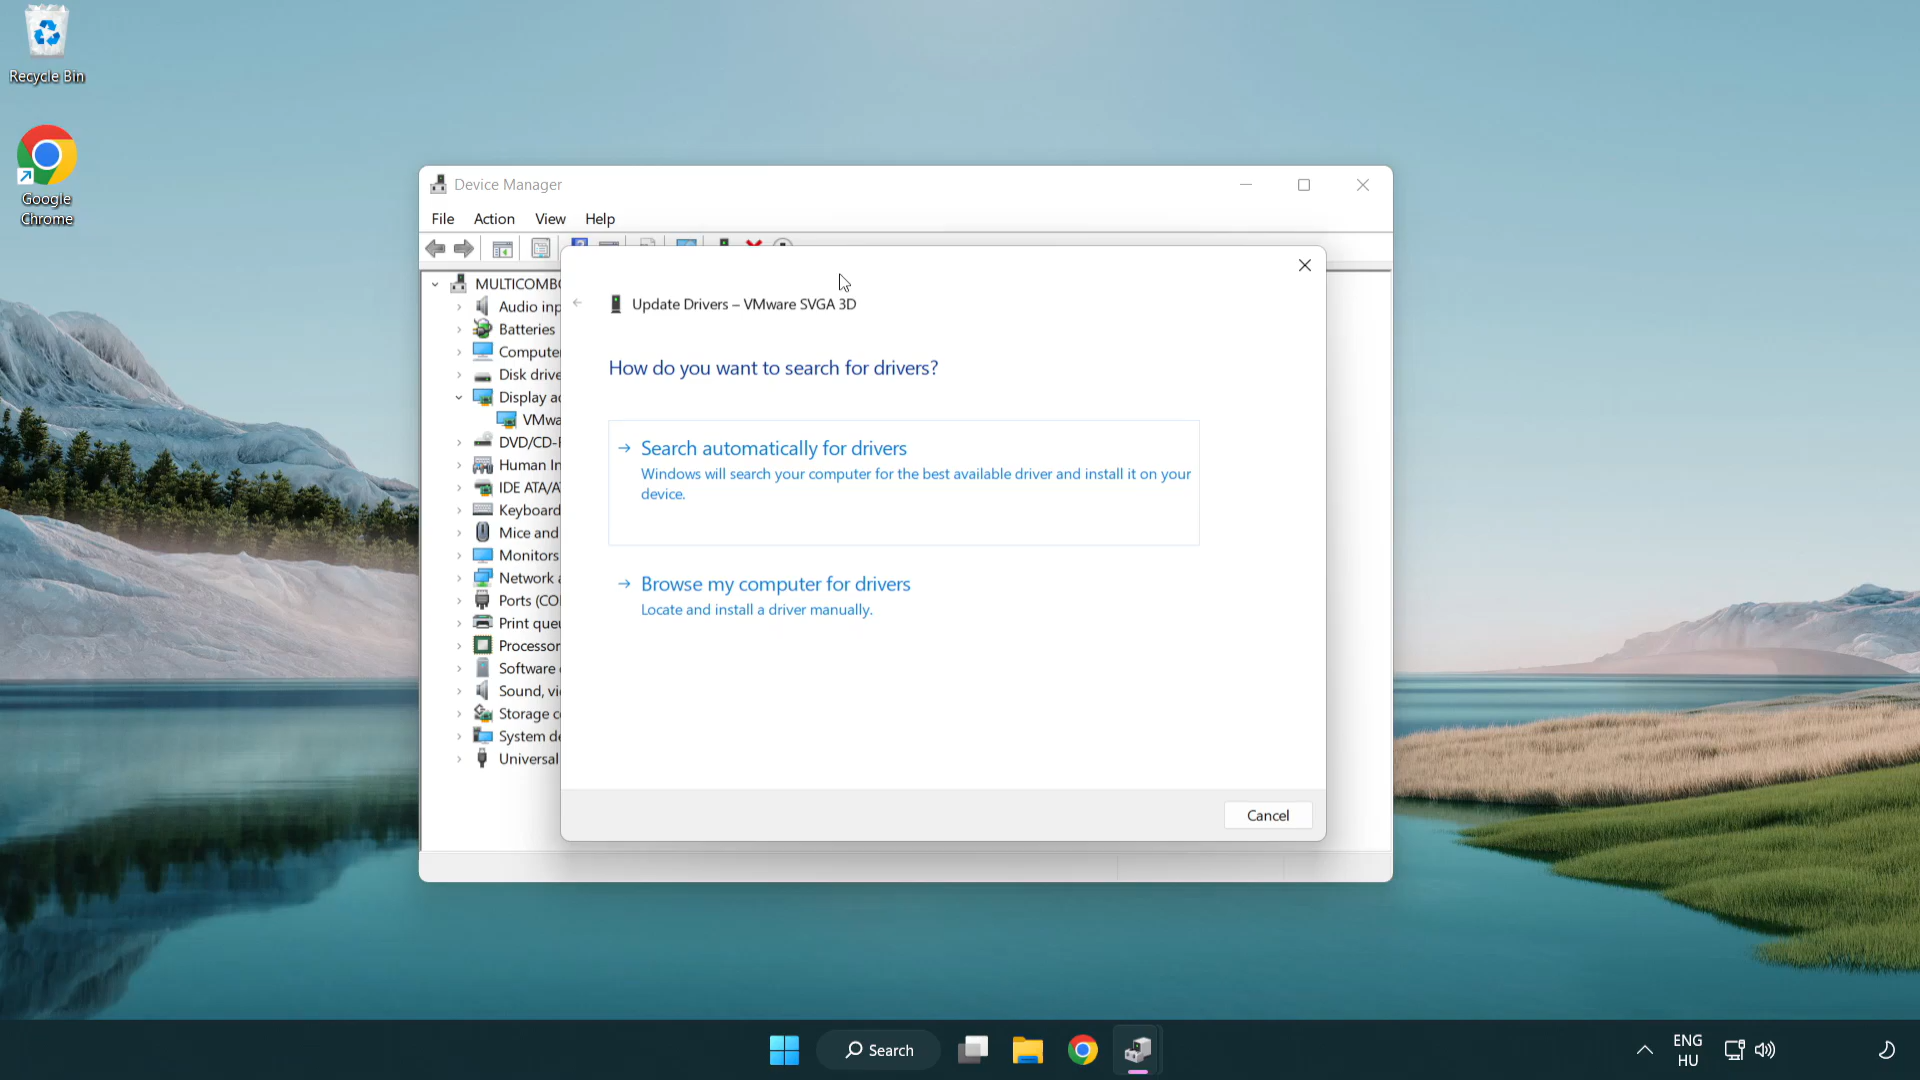 Recycle Bin
Google
Chrome
Device Manager
File Action View Help
MULTICOMBO
Audio inp
Batteries
Compute
Disk drive
Display a
VMwa
DVD/CD-
Human In
IDE ATA/A
Keyboard
Mice and
Monitors
Network a
Ports (CO
Print que
Processor
Software
Sound, vi
Storage c
System de
Universal
Update Drivers – VMware SVGA 3D
How do you want to search for drivers?
Search automatically for drivers
Windows will search your computer for the best available driver and install it on your
device.
Browse my computer for drivers
Locate and install a driver manually.
Cancel
Search
ENG
HU